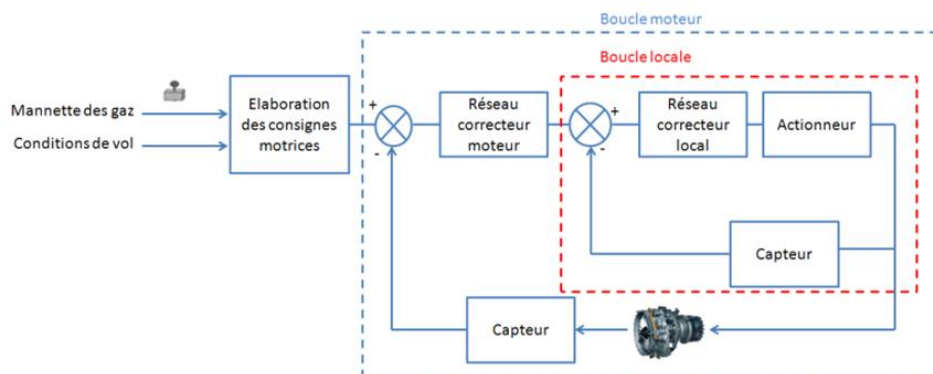 Boucle moteur
Boucle locale
Mannette des gaz
Conditions de vol
Elaboration
des consignes
motrices
+
-
Réseau
correcteur
moteur
+
-
Réseau
correcteur
local
Actionneur
Capteur
Capteur